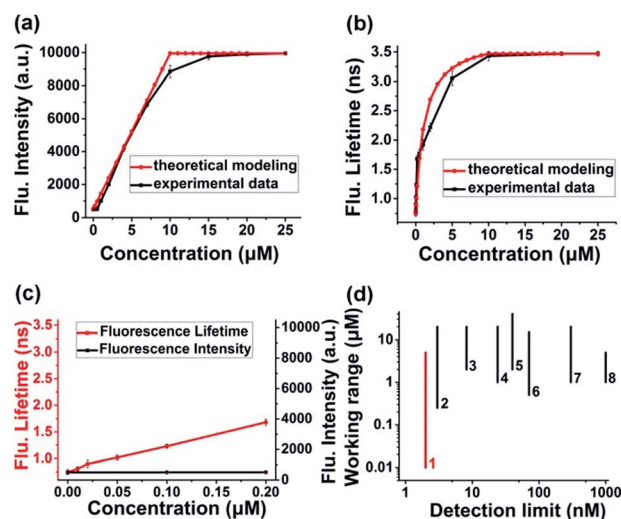 (a)
Flu. Intensity (a.u.)
10000
8000
6000
4000
2000
0
theoretical modeling
experimental data
0 5 10 15 20 25
Concentration (µM)
(b)
Flu. Lifetime (ns)
3.5
3.0
2.5
2.0
1.5
1.0
theoretical modeling
experimental data
0 5 10 15 20 25
Concentration (µM)
(c)
Flu. Lifetime (ns)
3.5
3.0
2.5
2.0
1.5
1.0
Fluorescence Lifetime
Fluorescence Intensity
10000
8000
6000
4000
2000
0
Flu. Intensity (a.u.)
0.00 0.05 0.10 0.15 0.20
Concentration (µM)
(d)
Working range (µM)
10
1
0.1
0.01
1 2 3 4 5 6 7 8
1 10 100 1000
Detection limit (nM)